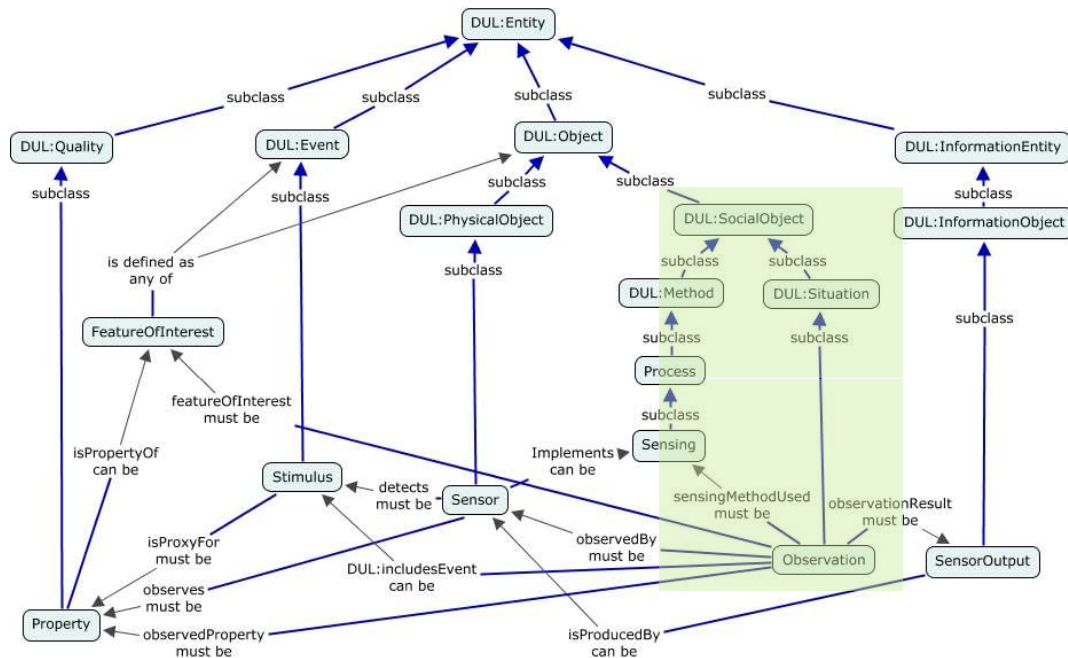 DUL:Entity
subclass
subclass
subclass
subclass
DUL:Quality
DUL:Event
DUL:Object
DUL:InformationEntity
subclass
subclass
subclass
subclass
subclass
DUL:PhysicalObject
DUL:SocialObject
DUL:InformationObject
is defined as
any of
subclass
subclass
subclass
DUL:Method
DUL:Situation
FeatureOfInterest
subclass
subclass
subclass
Process
featureOfInterest
must be
subclass
isPropertyOf
can be
Implements
can be
Sensing
Stimulus
detects
must be
Sensor
sensingMethodUsed
must be
observationResult
must be
isProxyFor
must be
observedBy
must be
Observation
SensorOutput
DUL:includesEvent
can be
observes
must be
Property
observedProperty
must be
isProducedBy
can be